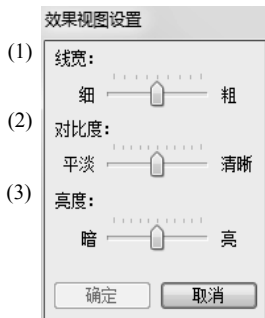 效果视图设置
(1) 线宽：
细 粗
(2) 对比度：
平淡 清晰
(3) 亮度：
暗 亮
确定 取消